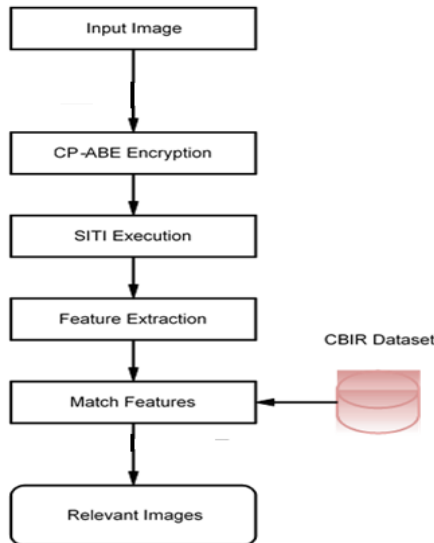 Input Image
CP-ABE Encryption
SITI Execution
Feature Extraction
CBIR Dataset
Match Features
Relevant Images